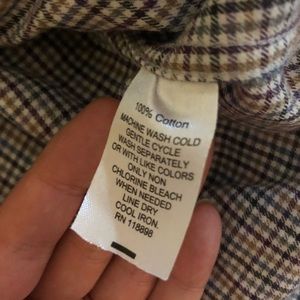 100% Cotton
MACHINE WASH COLD
GENTLE CYCLE
WASH SEPARATELY
OR WITH LIKE COLORS
ONLY NON
CHLORINE BLEACH
WHEN NEEDED
LINE DRY
COOL IRON.
RN 118898